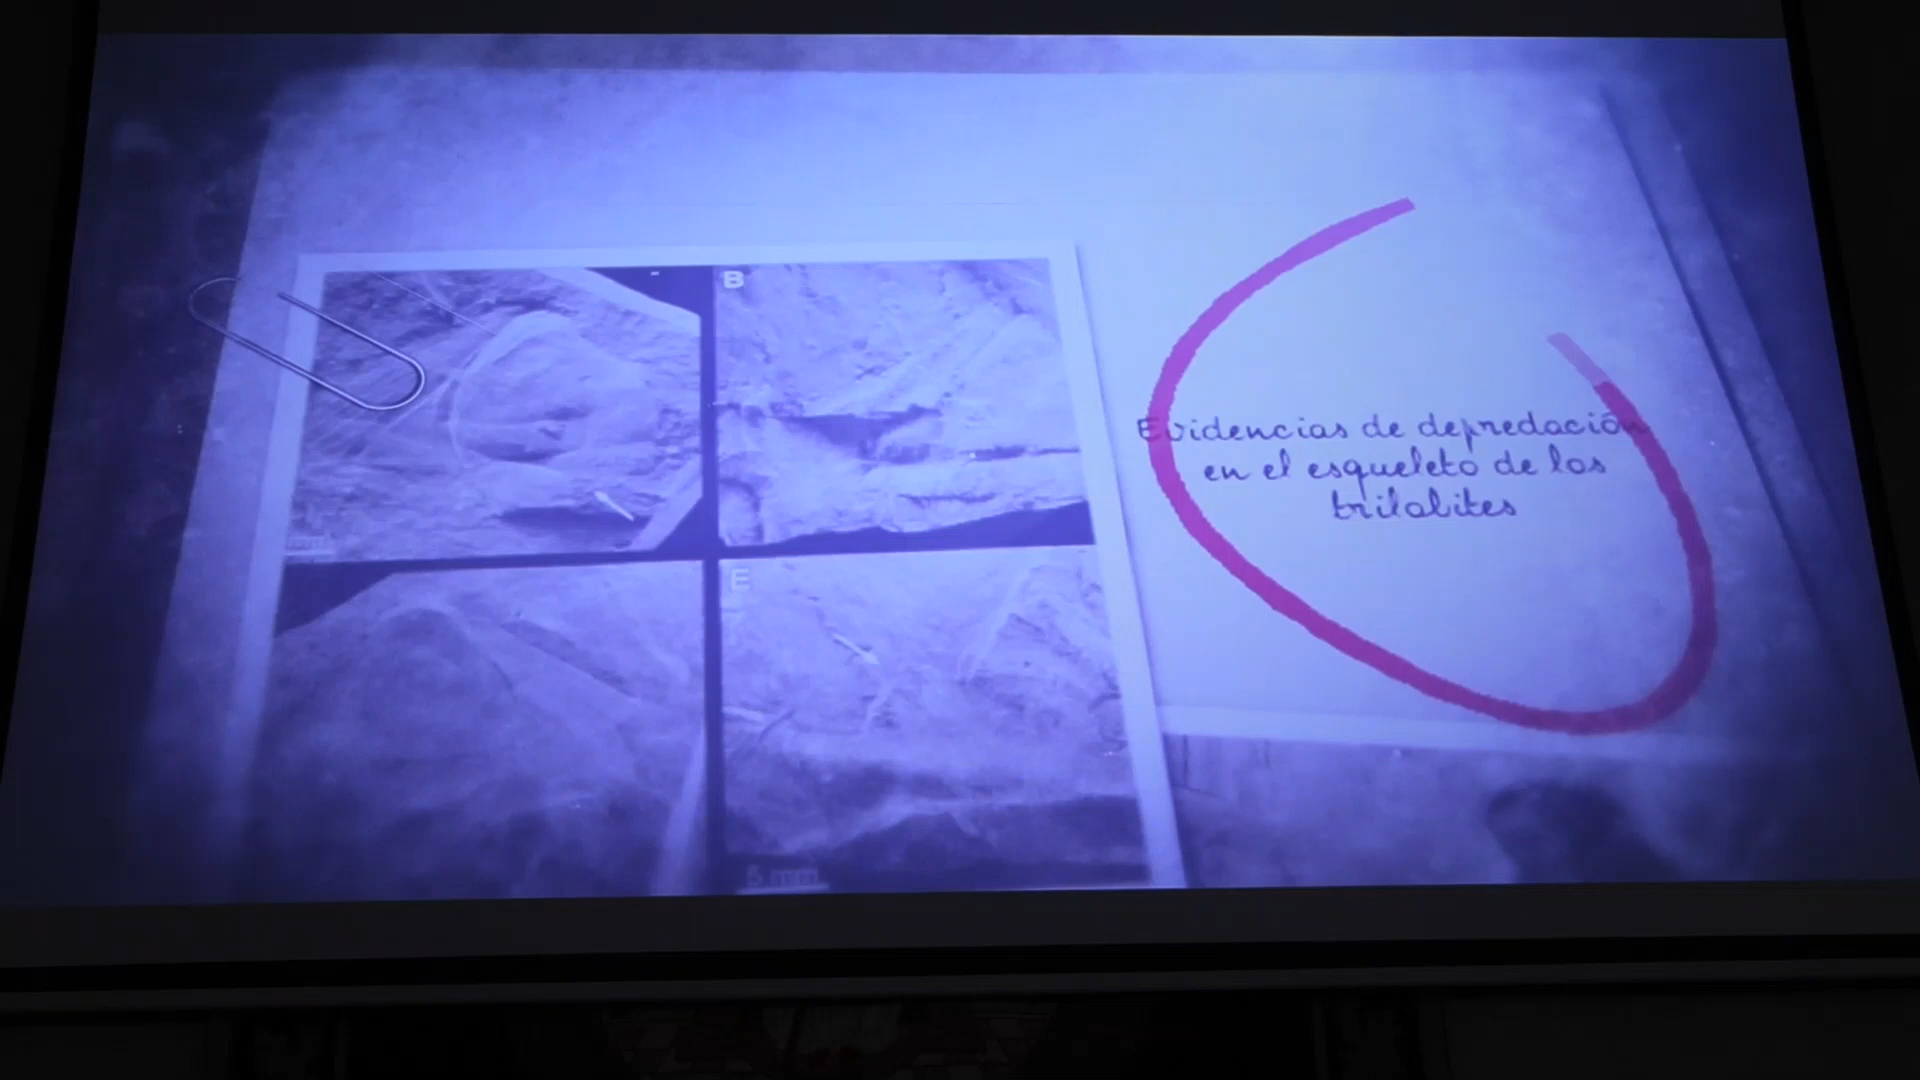 B
Evidencias de depredación
en el esqueleto de los
trilobites
E
5 mm